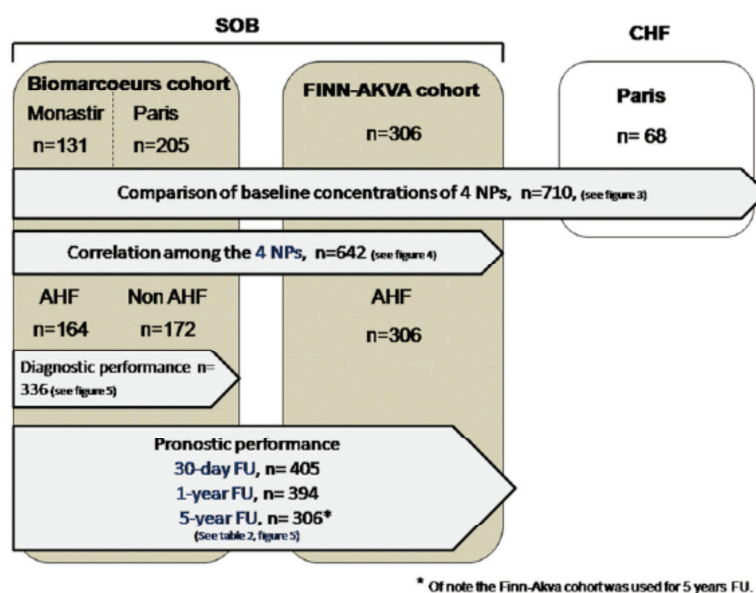 SOB
CHF
Biomarcoeurs cohort
Monastir Paris
n=131 n=205
FINN-AKVA cohort
n=306
Paris
n= 68
Comparison of baseline concentrations of 4 NPs, n=710, (see figure 3)
Correlation among the 4 NPs, n=642 (see figure 4)
AHF Non AHF
n=164 n=172
AHF
n=306
Diagnostic performance n=
336 (see figure 5)
Pronostic performance
30-day FU, n= 405
1-year FU, n= 394
5-year FU. n= 306*
(See table 2, figure 5)
* Of note the Finn-Akva cohort was used for 5 years FU.